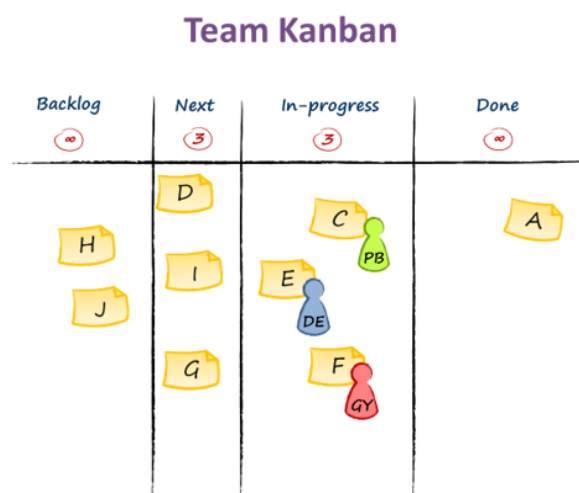 Team Kanban
Backlog Next In-progress Done
∞ 3 3 ∞
D
C
A
H
PB
I
E
J
DE
G
F
GY